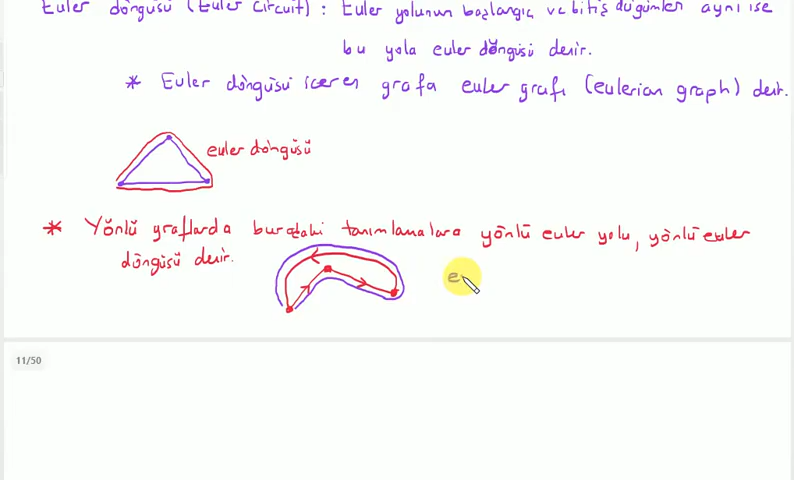 Euler döngüsü (Euler Circuit) : Euler yolunun başlangıç ve bitiş düğümleri aynı ise
bu yola euler döngüsü denir.
* Euler döngüsü içeren grafa euler grafı (eulerian graph) denir.
euler döngüsü
* Yönlü graflarda buradaki tanımlamalara yönlü euler yolu, yönlü euler
döngüsü denir.
e
11/50